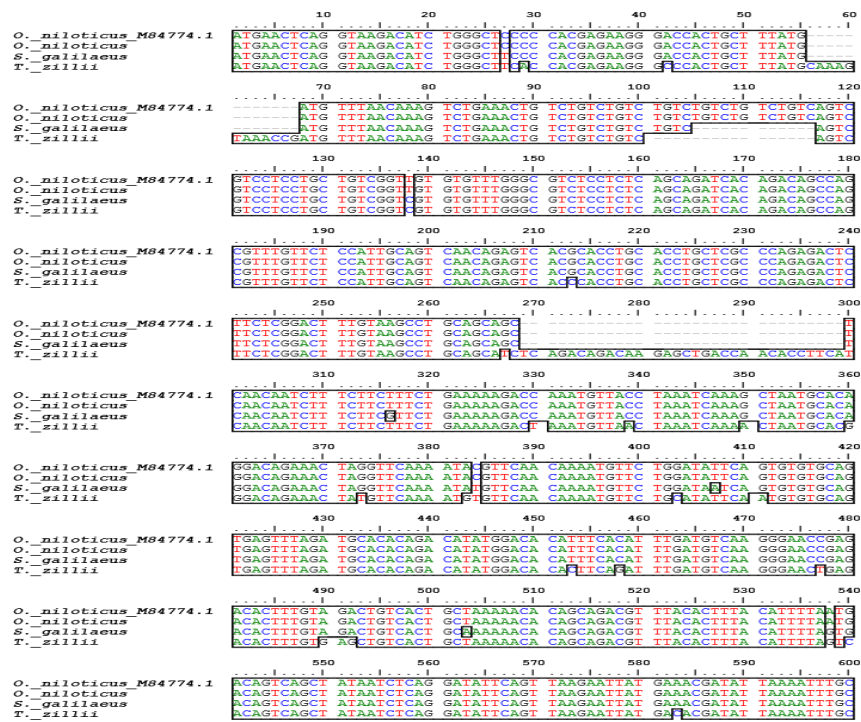 10 20 30 40 50 60
O._niloticus_M84774.1 ATGAACTCAG GTAAGACATC TGGGCTCCCC CACGAGAAGG GACCACTGCT TTATG-----
O._niloticus ATGAACTCAG GTAAGACATC TGGGCTCCCC CACGAGAAGG GACCACTGCT TTATG-----
S._galilaeus ATGAACTCAG GTAAGACATC TGGGCTTCCC CACGAGAAGG GACCACTGCT TTATG-----
T._zillii ATGAACTCAG GTAAGACATC TGGGCTTCAC CACGAGAAGG GCCCACTGCT TTATGCAAAG
70 80 90 100 110 120
O._niloticus_M84774.1 -------ATG TTTAACAAAG TCTGAAACTG TCTGTCTGTC TGTCTGTCTG TCTGTCAGTC
O._niloticus -------ATG TTTAACAAAG TCTGAAACTG TCTGTCTGTC TGTCTGTCTG TCTGTCAGTC
S._galilaeus -------ATG TTTAACAAAG TCTGAAACTG TCTGTCTGTC TGTC------ ------AGTC
T._zillii TAAACCGATG TTTAACAAAG TCTGAAACTG TCTGTCTGTC ---------- ------AGTC
130 140 150 160 170 180
O._niloticus_M84774.1 GTCCTCCTGC TGTCGGTTGT GTGTTTGGGC GTCTCCTCTC AGCAGATCAC AGACAGCCAG
O._niloticus GTCCTCCTGC TGTCGGTTGT GTGTTTGGGC GTCTCCTCTC AGCAGATCAC AGACAGCCAG
S._galilaeus GTCCTCCTGC TGTCGGTCGT GTGTTTGGGC GTCTCCTCTC AGCAGATCAC AGACAGCCAG
T._zillii GTCCTCCTGC TGTCGGTCGT GTGTTTGGGC GTCTCCTCTC AGCAGATCAC AGACAGCCAG
190 200 210 220 230 240
O._niloticus_M84774.1 CGTTTGTTCT CCATTGCAGT CAACAGAGTC ACGCACCTGC ACCTGCTCGC CCAGAGACTC
O._niloticus CGTTTGTTCT CCATTGCAGT CAACAGAGTC ACGCACCTGC ACCTGCTCGC CCAGAGACTC
S._galilaeus CGTTTGTTCT CCATTGCAGT CAACAGAGTC ACGCACCTGC ACCTGCTCGC CCAGAGACTC
T._zillii CGTTTGTTCT CCATTGCAGT CAACAGAGTC ACCCACCTGC ACCTGCTCGC CCAGAGACTC
250 260 270 280 290 300
O._niloticus_M84774.1 TTCTCGGACT TTGTAAGCCT GCAGCAGC-- ---------- ---------- ---------T
O._niloticus TTCTCGGACT TTGTAAGCCT GCAGCAGC-- ---------- ---------- ---------T
S._galilaeus TTCTCGGACT TTGTAAGCCT GCAGCAGC-- ---------- ---------- ---------T
T._zillii TTCTCGGACT TTGTAAGCCT GCAGCATCTC AGACAGACAA GAGCTGACCA ACACCTTCAT
310 320 330 340 350 360
O._niloticus_M84774.1 CAACAATCTT TCTTCTTTCT GAAAAAGACC AAATGTTACC TAAATCAAAG CTAATGCACA
O._niloticus CAACAATCTT TCTTCTTTCT GAAAAAGACC AAATGTTACC TAAATCAAAG CTAATGCACA
S._galilaeus CAACAATCTT TCTTCGTTCT GAAAAAGACC AAATGTTACC TAAATCAAAG CTAATGCACA
T._zillii CAACAATCTT TCTTCTTTCT GAAAAAGACT AAATGTTAAC TAAATCAAAA CTAATGCACG
370 380 390 400 410 420
O._niloticus_M84774.1 GGACAGAAAC TAGGTTCAAA ATACGTTCAA CAAAATGTTC TGGATATTCA GTGTGTGCAG
O._niloticus GGACAGAAAC TAGGTTCAAA ATACGTTCAA CAAAATGTTC TGGATATTCA GTGTGTGCAG
S._galilaeus GGACAGAAAC TAGGTTCAAA ATATGTTCAA CAAAATGTTC TGGATAATCA GTGTGTGCAG
T._zillii GGACAGAAAC TAAGTTCAAA ATGTGTTCAA CAAAATGTTC TGCATATTCA ATGTGTGCAG
430 440 450 460 470 480
O._niloticus_M84774.1 TGAGTTTAGA TGCACACAGA CATATGGACA CATTTCACAT TTGATGTCAA GGGAACCGAG
O._niloticus TGAGTTTAGA TGCACACAGA CATATGGACA CATTTCACAT TTGATGTCAA GGGAACCGAG
S._galilaeus TGAGTTTAGA TGCACACAGA CATATGGACA CATTTCACAT TTGATGTCAA GGGAACCGAG
T._zillii TGAGTTTAGA TGCACACAGA CATATGGACA CACTTCAGAT TTGATGTCAA GGGAACTGAG
490 500 510 520 530 540
O._niloticus_M84774.1 ACACTTTGTA GACTGTCACT GCTAAAAACA CAGCAGACGT TTACACTTTA CATTTTAATG
O._niloticus ACACTTTGTA GACTGTCACT GCTAAAAACA CAGCAGACGT TTACACTTTA CATTTTAATG
S._galilaeus ACACTTTGTA GACTGTCACT GCAAAAAACA CAGCAGACGT TTACACTTTA CATTTTAGTG
T._zillii ACACTTTGTG AGCTGTCACT GCTAAAAACA CAGCAGACGT TTACACTTTA CATTTTAGTC
550 560 570 580 590 600
O._niloticus_M84774.1 ACAGTCAGCT ATAATCTCAG GATATTCAGT TAAGAATTAT GAAACGATAT TAAAATTTGC
O._niloticus ACAGTCAGCT ATAATCTCAG GATATTCAGT TAAGAATTAT GAAACGATAT TAAAATTTGC
S._galilaeus ACAGTCAGCT ATAATCTCAG GATATTCAGT TAAGAATTAT GAAACGATAT TAAAATTTGC
T._zillii ACAGTCAGCT ATAATCTCAG GATATTCAGT TAAGAATTAT GACACGATAT TAAAATTTGC